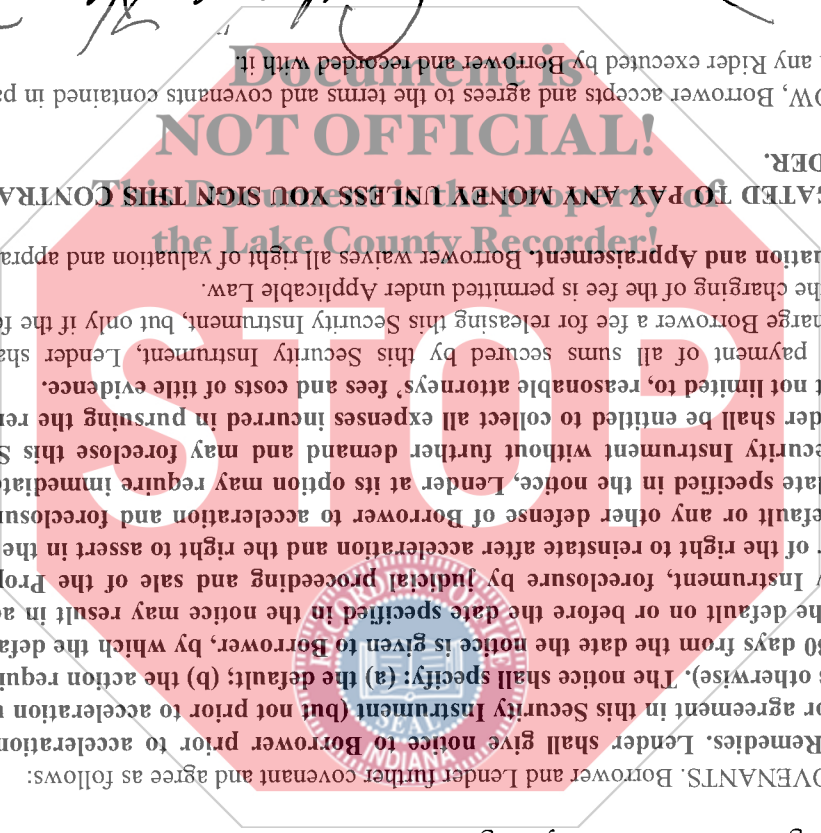 OVENANTS. Borrower and Lender further covenant and agree as follows:
Remedies. Lender shall give notice to Borrower prior to acceleration
or agreement in this Security Instrument (but not prior to acceleration u
s otherwise). The notice shall specify: (a) the default; (b) the action requi
30 days from the date the notice is given to Borrower, by which the defa
he default on or before the date specified in the notice may result in ac
y Instrument, foreclosure by judicial proceeding and sale of the Prop
r of the right to reinstate after acceleration and the right to assert in the
efault or any other defense of Borrower to acceleration and foreclosur
late specified in the notice, Lender at its option may require immediate
ecurity Instrument without further demand and may foreclose this S
der shall be entitled to collect all expenses incurred in pursuing the rem
t not limited to, reasonable attorneys' fees and costs of title evidence.
payment of all sums secured by this Security Instrument, Lender sha
harge Borrower a fee for releasing this Security Instrument, but only if the fe
he charging of the fee is permitted under Applicable Law.
uation and Appraisement. Borrower waives all right of valuation and appra
GATED TO PAY ANY MONEY UNLESS YOU SIGN THIS CONTRA
DER.
OW, Borrower accepts and agrees to the terms and covenants contained in pa
any Rider executed by Borrower and recorded with it.
Document is
NOT OFFICIAL!
This Document is the property of
the Lake County Recorder!
STOP
RECORDER'S OFFICE
SEAL
INDIANA